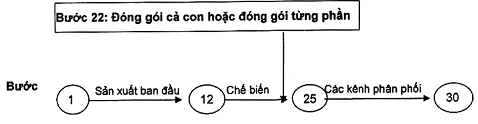 Bước 22: Đóng gói cả con hoặc đóng gói từng phần
Bước 1 Sản xuất ban đầu 12 Chế biến 25 Các kênh phân phối 30